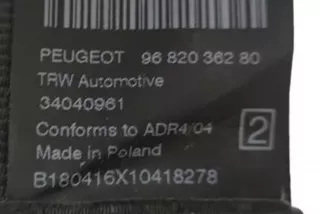 PEUGEOT 96 820 362 80
TRW Automotive
34040961
Conforms to ADR4/04
2
Made in Poland
B180416X10418278